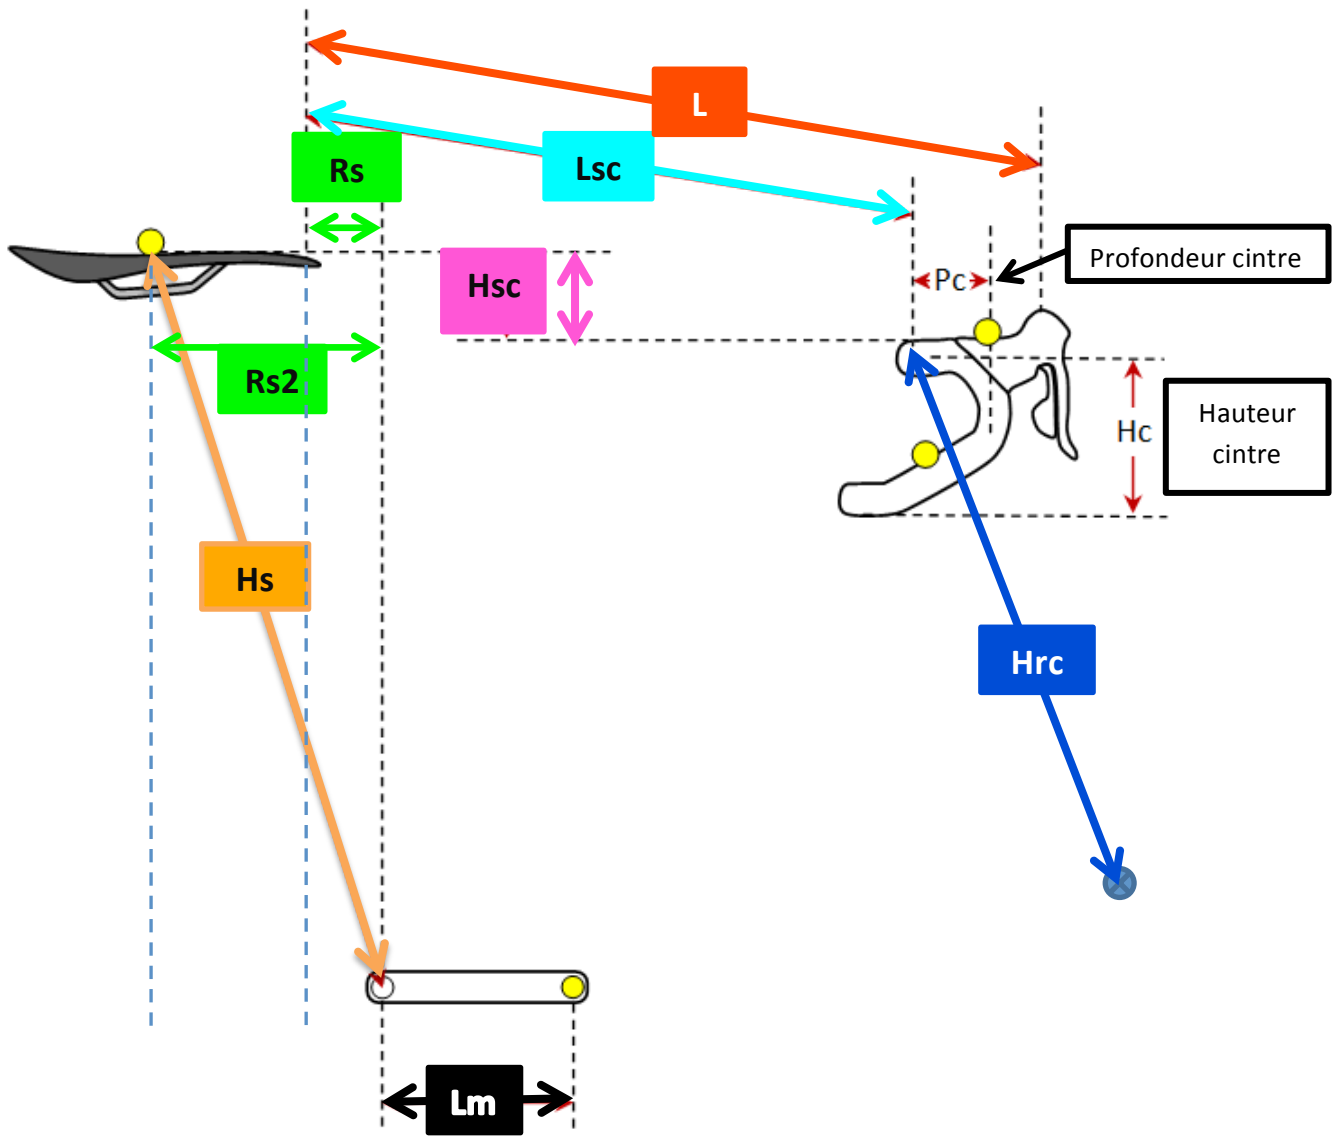 L
Lsc
Rs
Profondeur cintre
Hsc
Pc
Rs2
Hauteur
cintre
Hc
Hs
Hrc
Lm